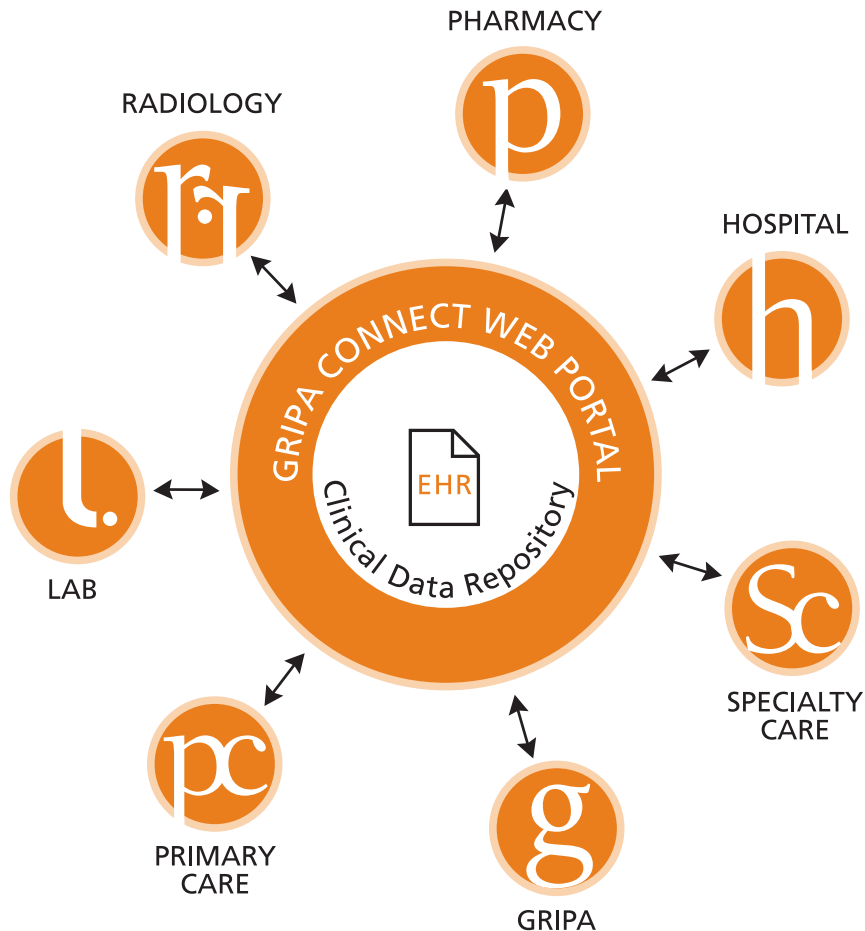 PHARMACY
p
RADIOLOGY
r.r
HOSPITAL
h
GRIPA CONNECT WEB PORTAL
EHR
Clinical Data Repository
l.
LAB
Sc
SPECIALTY
CARE
pc
PRIMARY
CARE
g
GRIPA